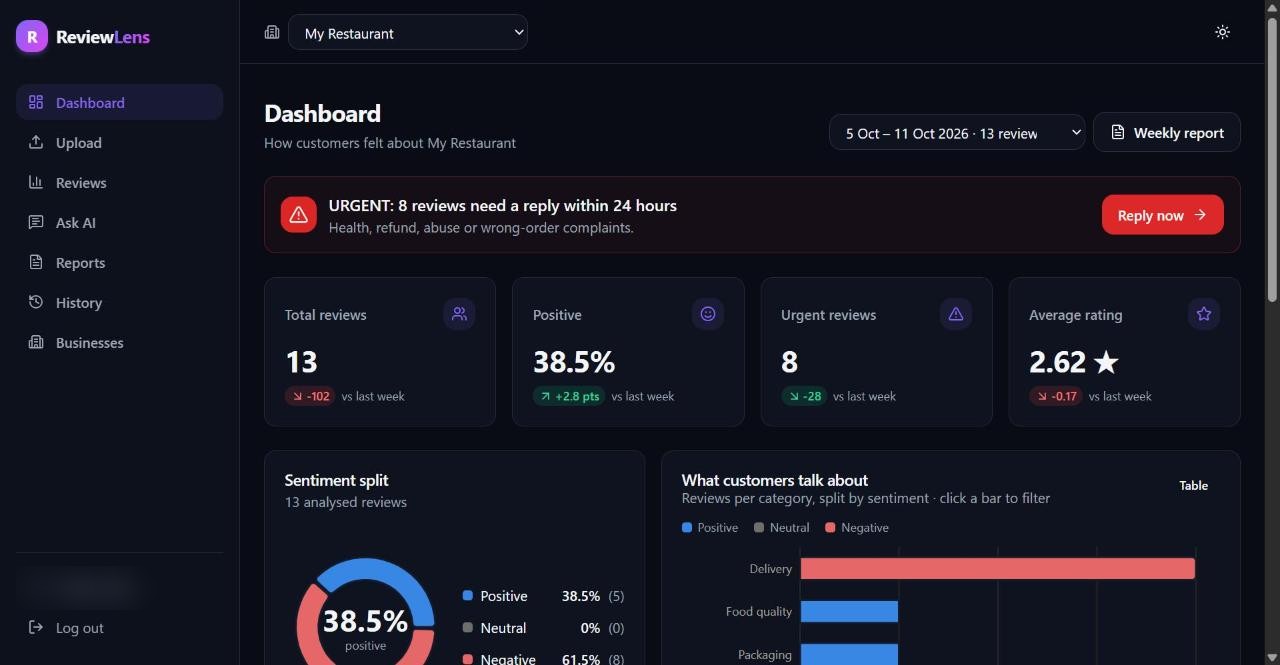 R ReviewLens
Dashboard
Upload
Reviews
Ask AI
Reports
History
Businesses
Log out
My Restaurant
Dashboard
How customers felt about My Restaurant
5 Oct – 11 Oct 2026 · 13 review
Weekly report
URGENT: 8 reviews need a reply within 24 hours
Health, refund, abuse or wrong-order complaints.
Reply now
Total reviews
13
-102 vs last week
Positive
38.5%
+2.8 pts vs last week
Urgent reviews
8
-28 vs last week
Average rating
2.62 ★
-0.17 vs last week
Sentiment split
13 analysed reviews
38.5%
positive
Positive 38.5% (5)
Neutral 0% (0)
Negative 61.5% (8)
What customers talk about
Reviews per category, split by sentiment · click a bar to filter
Table
Positive Neutral Negative
Delivery
Food quality
Packaging